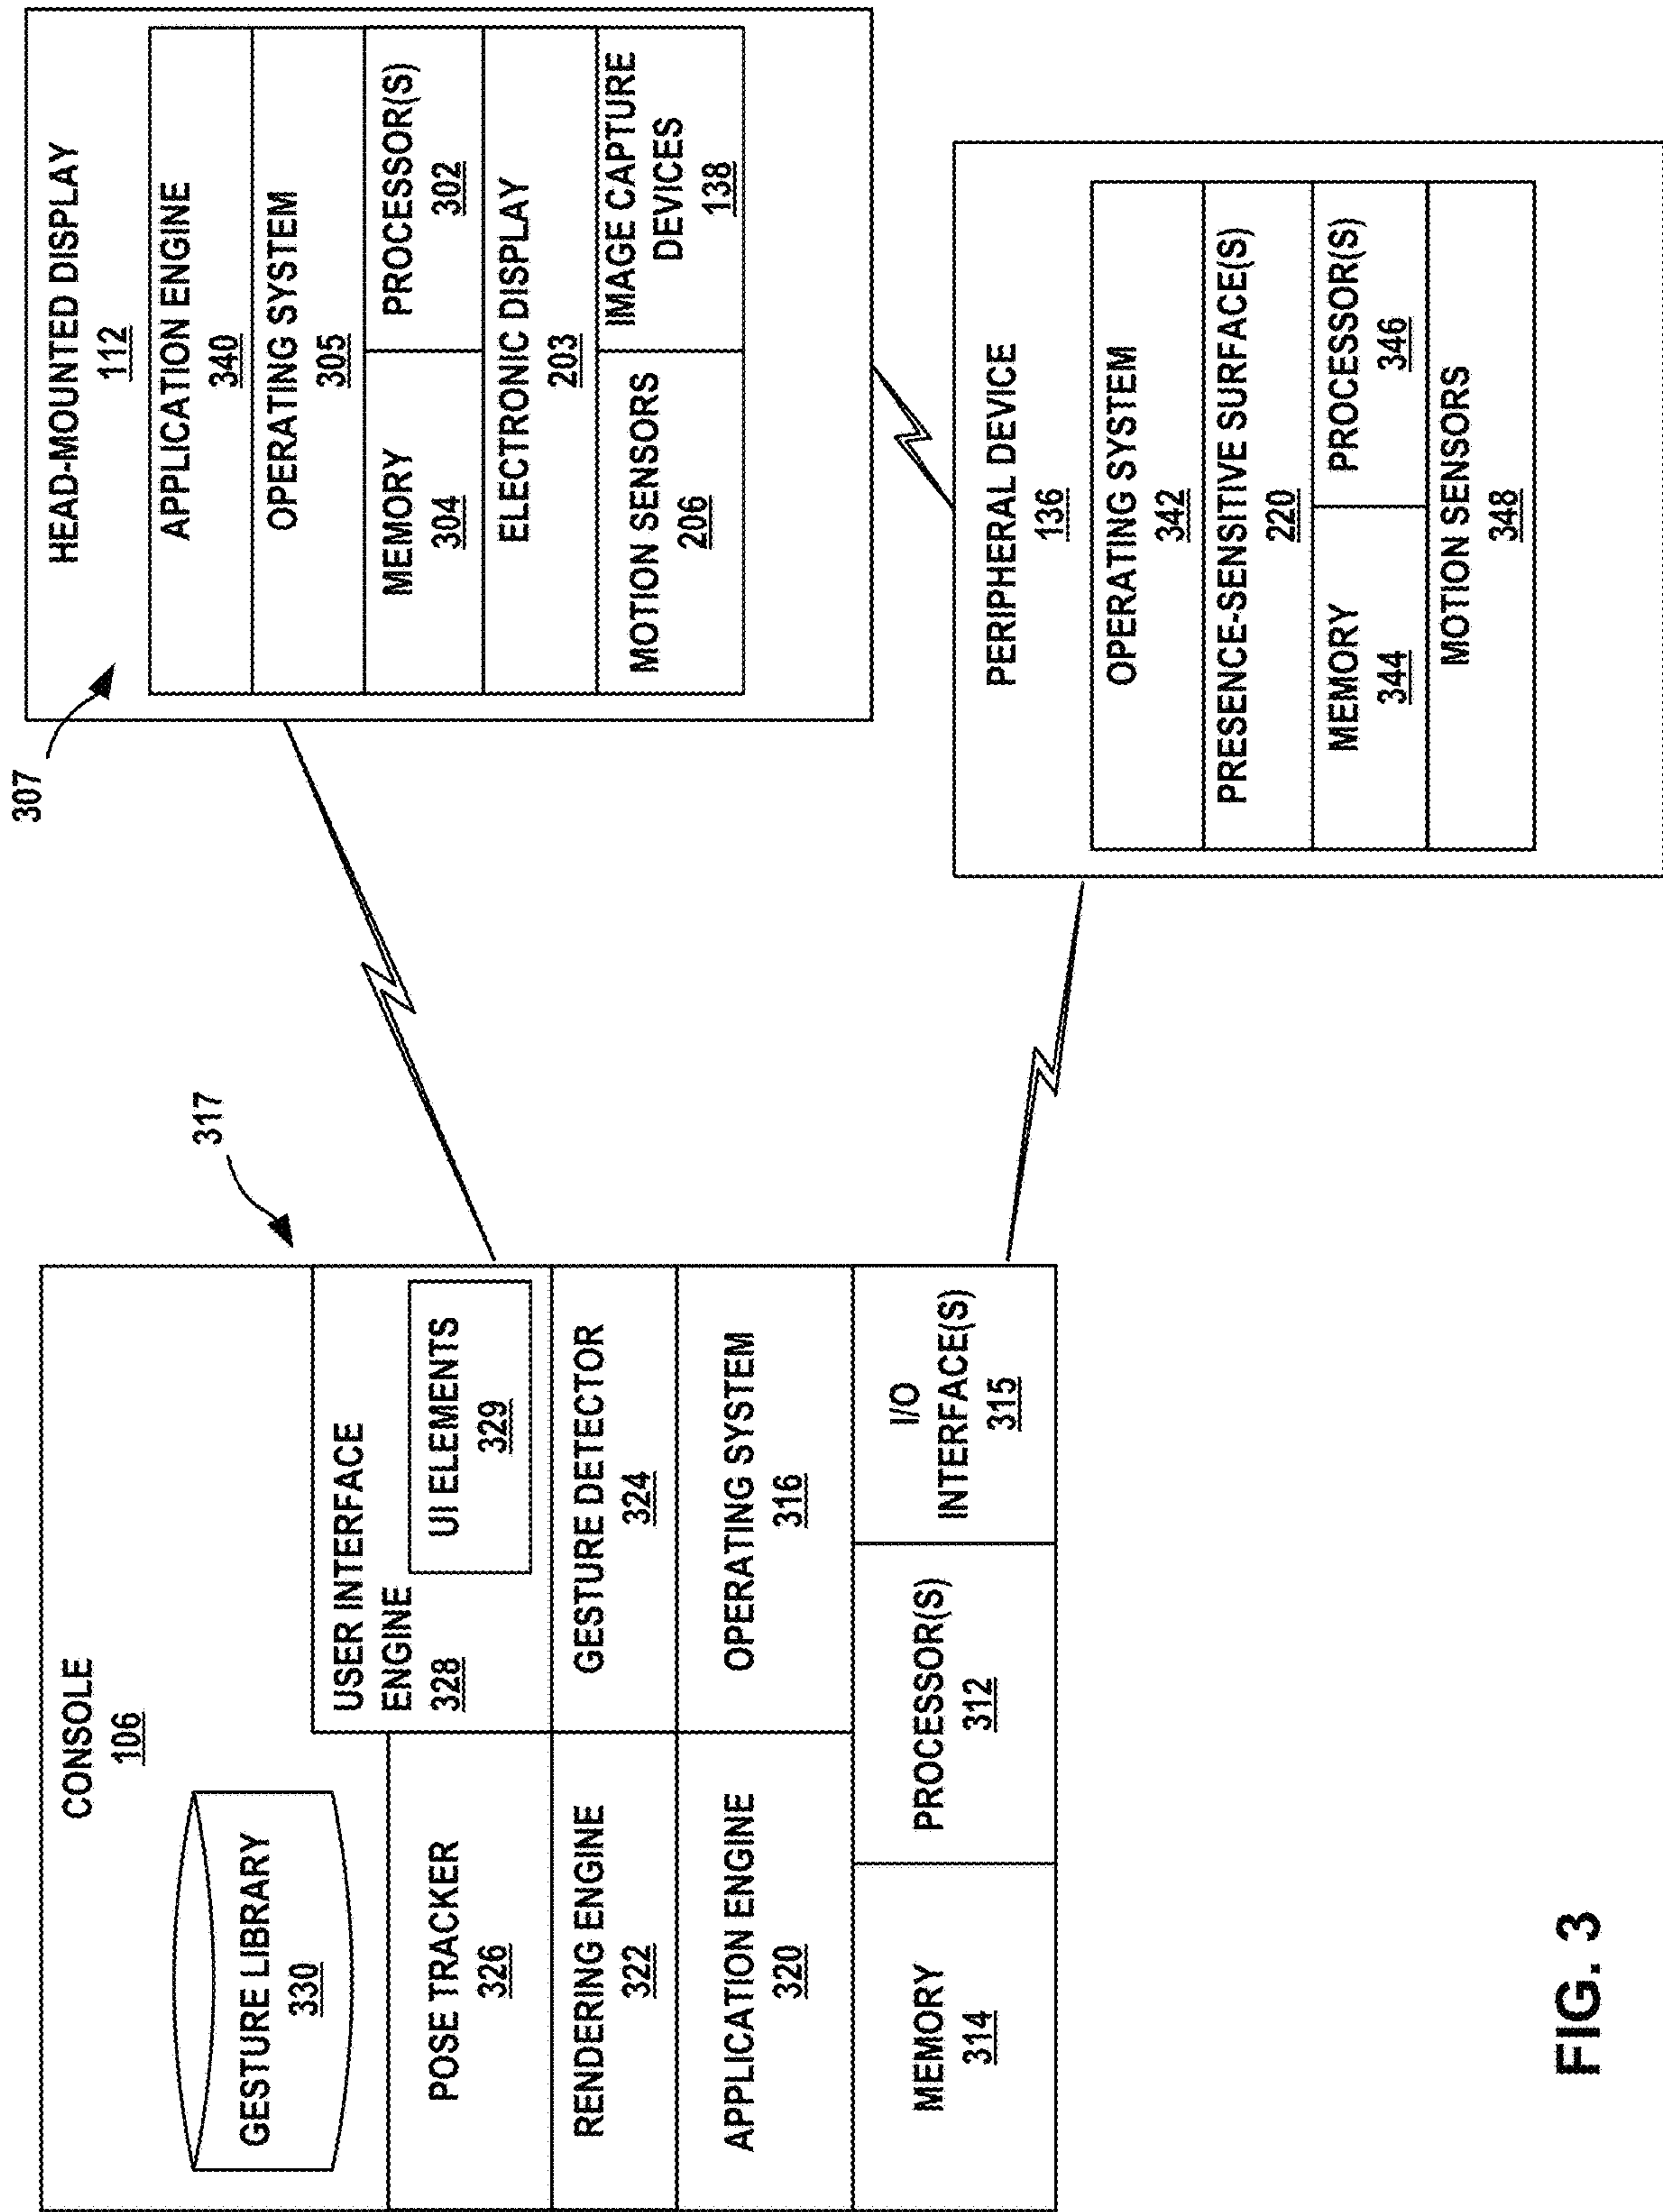 CONSOLE
106
GESTURE LIBRARY
330
317
USER INTERFACE
ENGINE
328
UI ELEMENTS
329
POSE TRACKER
326
RENDERING ENGINE
322
GESTURE DETECTOR
324
APPLICATION ENGINE
320
OPERATING SYSTEM
316
MEMORY
314
PROCESSOR(S)
312
I/O
INTERFACE(S)
315
307
HEAD-MOUNTED DISPLAY
112
APPLICATION ENGINE
340
OPERATING SYSTEM
305
MEMORY
304
PROCESSOR(S)
302
ELECTRONIC DISPLAY
203
MOTION SENSORS
206
IMAGE CAPTURE
DEVICES
138
PERIPHERAL DEVICE
136
OPERATING SYSTEM
342
PRESENCE-SENSITIVE SURFACE(S)
220
MEMORY
344
PROCESSOR(S)
346
MOTION SENSORS
348
FIG. 3